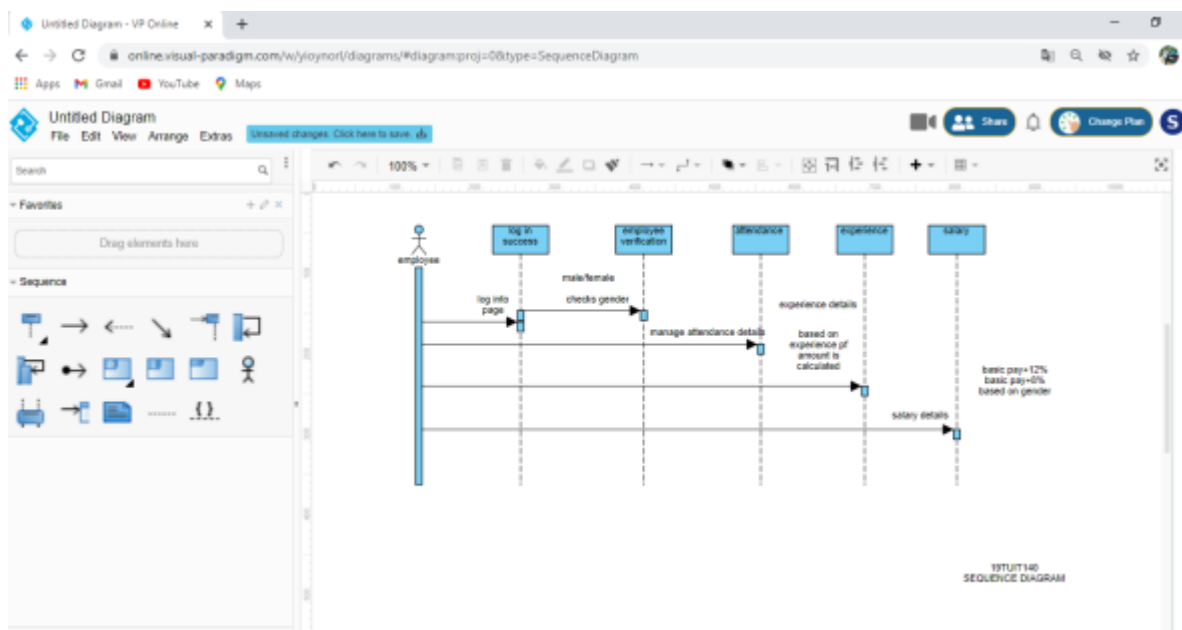 Untitled Diagram - VP Online
online.visual-paradigm.com/w/yioynorl/diagrams/#diagram:proj=0&type=SequenceDiagram
Apps Gmail YouTube Maps
Untitled Diagram
File Edit View Arrange Extras
Unsaved changes. Click here to save.
Share
Change Plan
S
Search
100%
Favorites
Drag elements here
Sequence
employee
log in
success
employee
verification
attendance
experience
salary
male/female
log info
page
checks gender
experience details
manage attendance details
based on
experience pf
amount is
calculated
basic pay+12%
basic pay+6%
based on gender
salary details
19TUIT140
SEQUENCE DIAGRAM